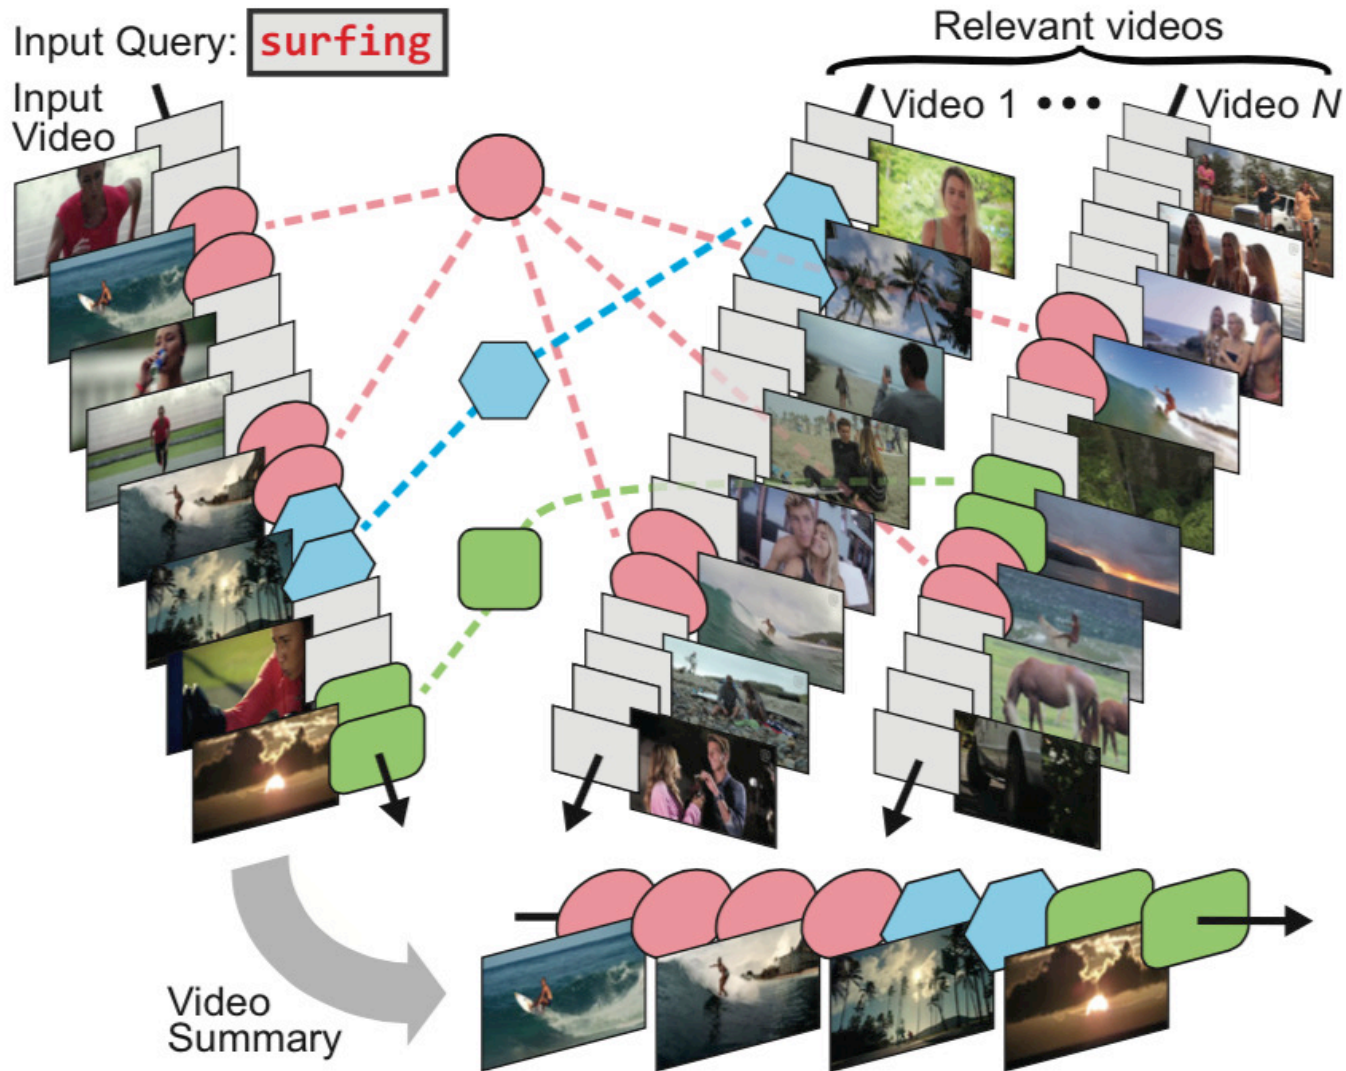 Input Query: surfing
Relevant videos
Input
Video
Video 1 ••• Video N
Video
Summary